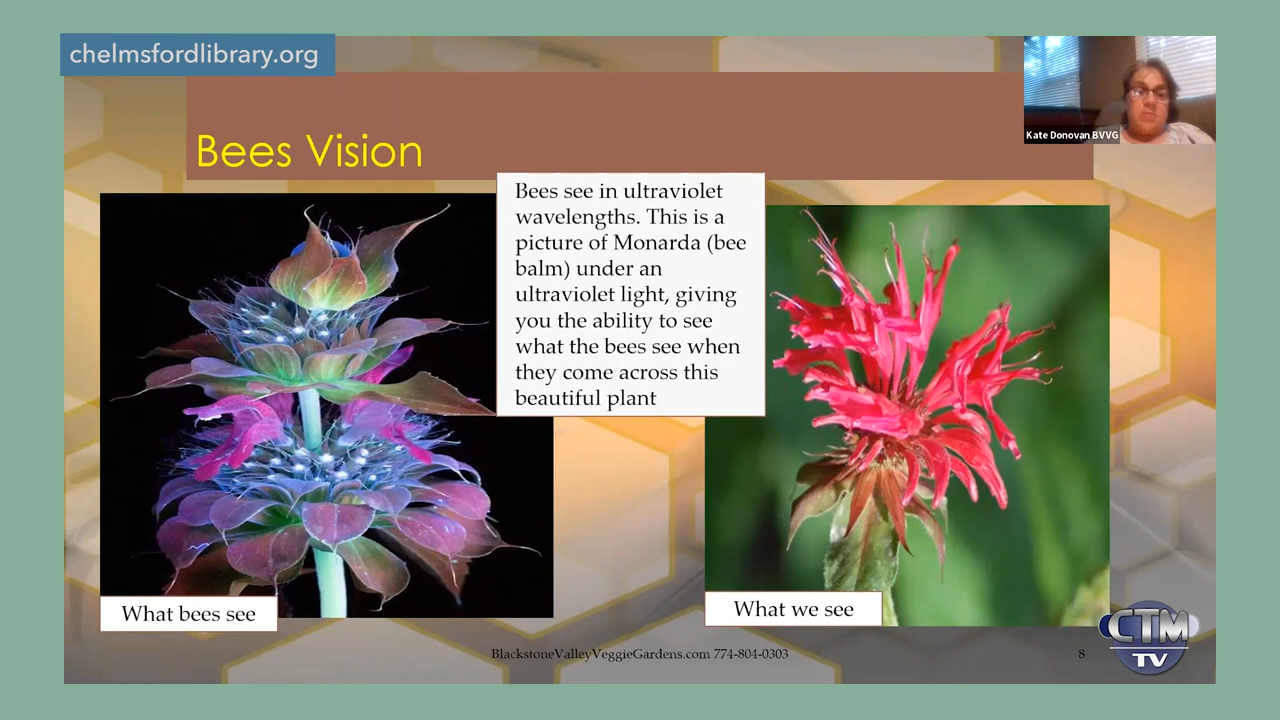 chelmsfordlibrary.org
Kate Donovan BVVG
Bees Vision
Bees see in ultraviolet
wavelengths. This is a
picture of Monarda (bee
balm) under an
ultraviolet light, giving
you the ability to see
what the bees see when
they come across this
beautiful plant
What bees see
What we see
BlackstoneValleyVeggieGardens.com 774-804-0303
8
CTM
TV